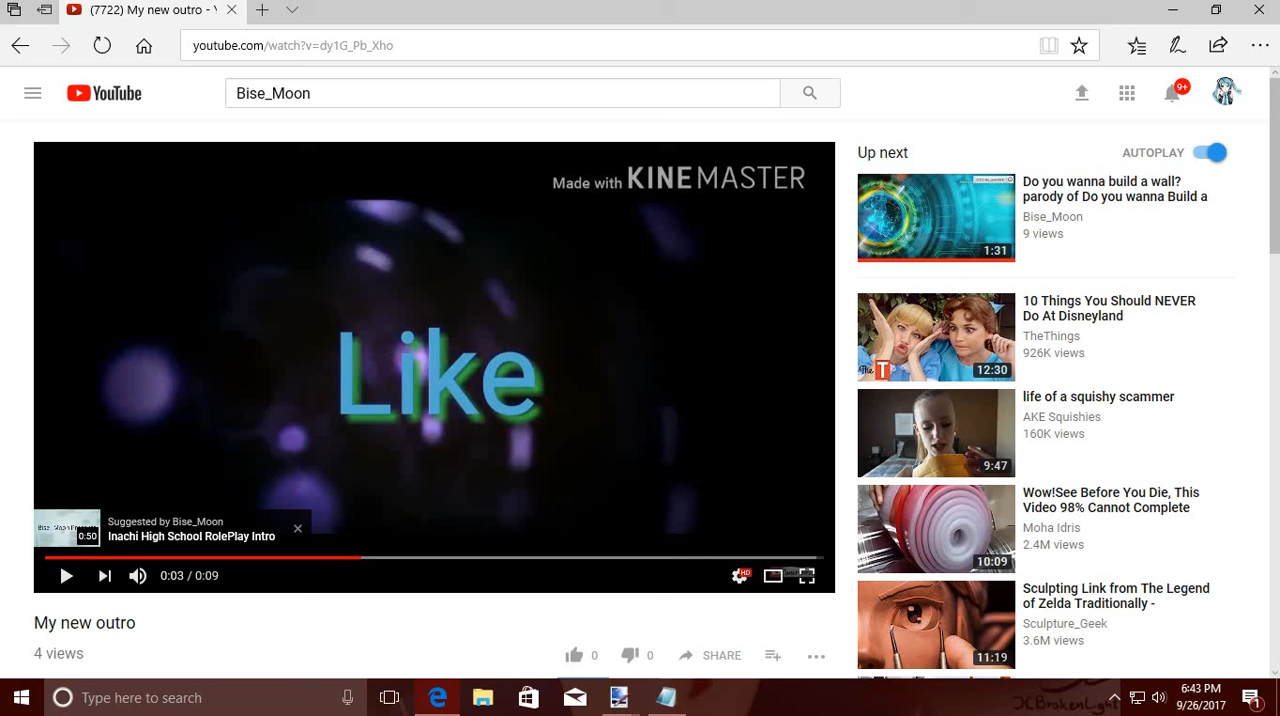 (7722) My new outro -
youtube.com/watch?v=dy1G_Pb_Xho
YouTube
Bise_Moon
9+
Made with KINEMASTER
Like
0:50
Suggested by Bise_Moon
Inachi High School RolePlay Intro
0:03 / 0:09
HD
My new outro
4 views
0
0
SHARE
Up next
AUTOPLAY
1:31
Do you wanna build a wall?
parody of Do you wanna Build a
Bise_Moon
9 views
The T
12:30
10 Things You Should NEVER
Do At Disneyland
TheThings
926K views
9:47
life of a squishy scammer
AKE Squishies
160K views
10:09
Wow!See Before You Die, This
Video 98% Cannot Complete
Moha Idris
2.4M views
11:19
Sculpting Link from The Legend
of Zelda Traditionally -
Sculpture_Geek
3.6M views
Type here to search
JCBrokenLight
6:43 PM
9/26/2017
1